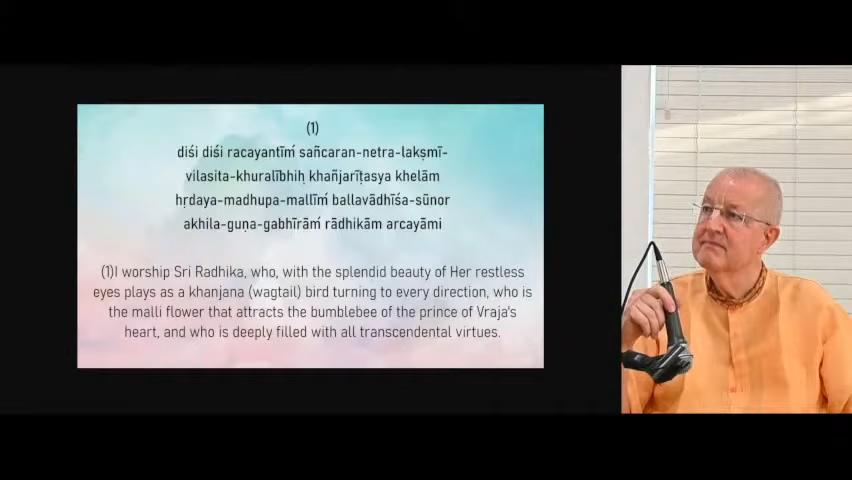 (1)
diśi diśi racayantīḿ sañcaran-netra-lakṣmī-
vilasita-khuralībhiḥ khañjarīṭasya khelām
hṛdaya-madhupa-mallīḿ ballavādhīśa-sūnor
akhila-guṇa-gabhīrāḿ rādhikām arcayāmi
(1)I worship Sri Radhika, who, with the splendid beauty of Her restless
eyes plays as a khanjana (wagtail) bird turning to every direction, who is
the malli flower that attracts the bumblebee of the prince of Vraja's
heart, and who is deeply filled with all transcendental virtues.